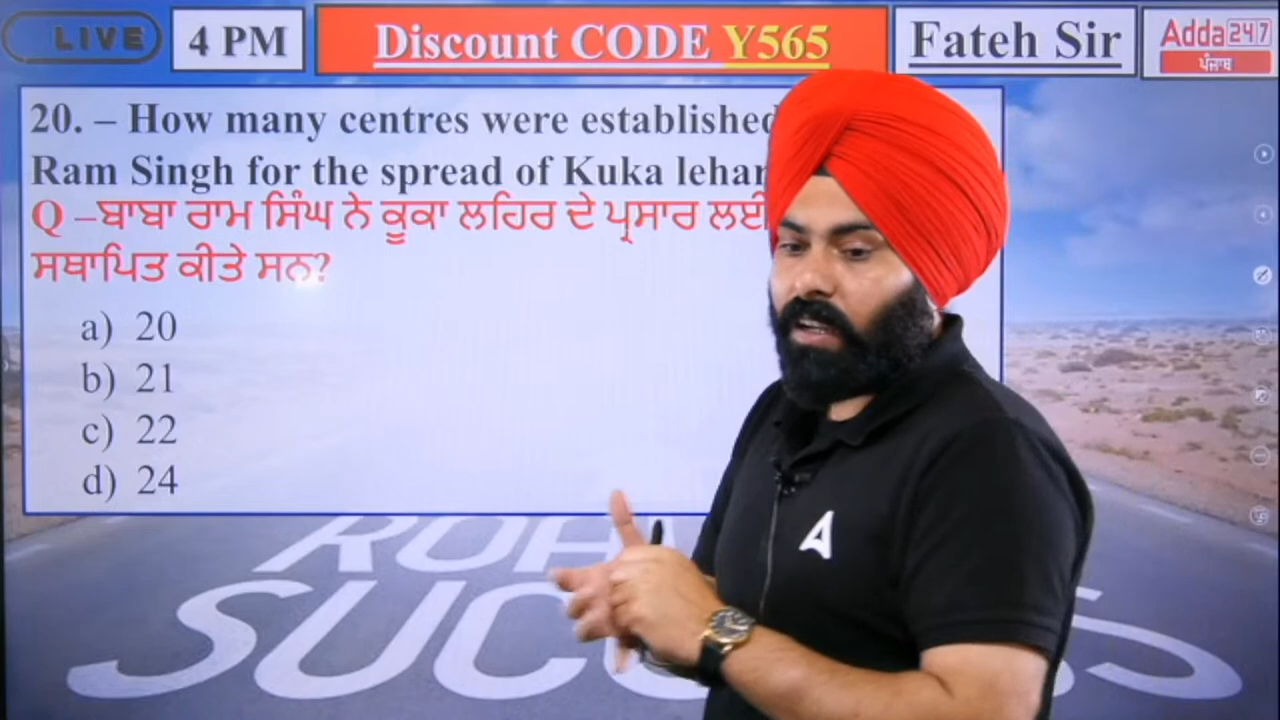 LIVE
4 PM
Discount CODE Y565
Fateh Sir
Adda247
ਪੰਜਾਬ
20. – How many centres were established
Ram Singh for the spread of Kuka lehar
Q –ਬਾਬਾ ਰਾਮ ਸਿੰਘ ਨੇ ਕੂਕਾ ਲਹਿਰ ਦੇ ਪ੍ਰਸਾਰ ਲਈ
ਸਥਾਪਿਤ ਕੀਤੇ ਸਨ?
a) 20
b) 21
c) 22
d) 24
SUC